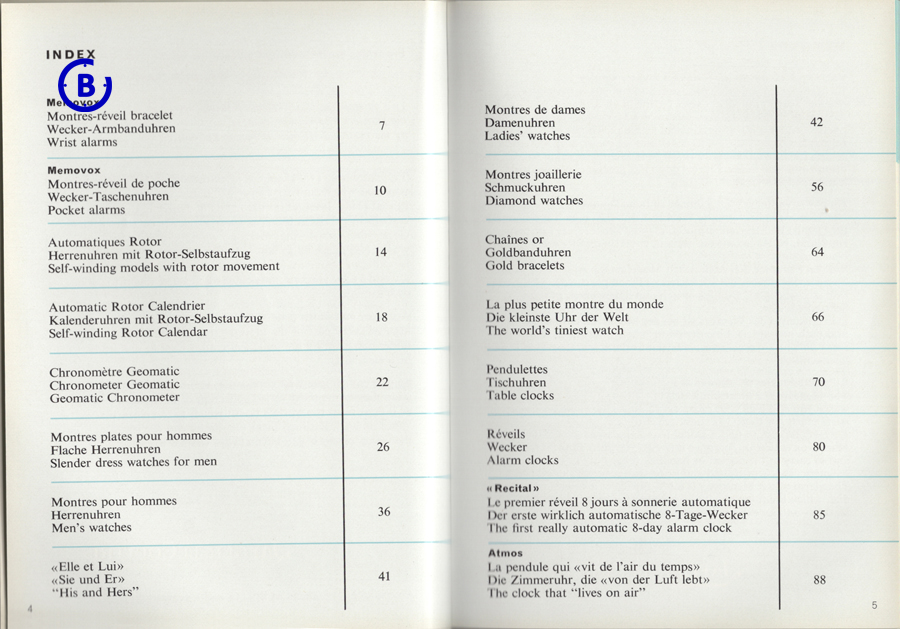 INDEX
B
Memovox
Montres-réveil bracelet
Wecker-Armbanduhren
Wrist alarms
7
Memovox
Montres-réveil de poche
Wecker-Taschenuhren
Pocket alarms
10
Automatiques Rotor
Herrenuhren mit Rotor-Selbstaufzug
Self-winding models with rotor movement
14
Automatic Rotor Calendrier
Kalenderuhren mit Rotor-Selbstaufzug
Self-winding Rotor Calendar
18
Chronomètre Geomatic
Chronometer Geomatic
Geomatic Chronometer
22
Montres plates pour hommes
Flache Herrenuhren
Slender dress watches for men
26
Montres pour hommes
Herrenuhren
Men's watches
36
«Elle et Lui»
«Sie und Er»
"His and Hers"
41
4
Montres de dames
Damenuhren
Ladies' watches
42
Montres joaillerie
Schmuckuhren
Diamond watches
56
Chaînes or
Goldbanduhren
Gold bracelets
64
La plus petite montre du monde
Die kleinste Uhr der Welt
The world's tiniest watch
66
Pendulettes
Tischuhren
Table clocks
70
Réveils
Wecker
Alarm clocks
80
«Recital»
Le premier réveil 8 jours à sonnerie automatique
Der erste wirklich automatische 8-Tage-Wecker
The first really automatic 8-day alarm clock
85
Atmos
La pendule qui «vit de l'air du temps»
Die Zimmeruhr, die «von der Luft lebt»
The clock that "lives on air"
88
5